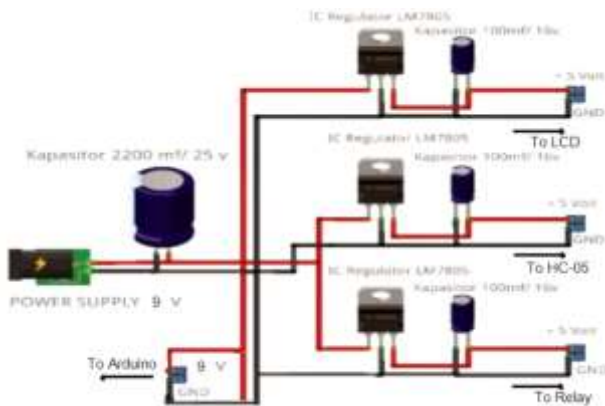 IC Regulator LM7805
Kapasitor 100mf/ 16v
+ 5 Volt
GND
To LCD
Kapasitor 2200 mf/ 25 v
IC Regulator LM7805
Kapasitor 100mf/ 16v
+ 5 Volt
GND
To HC-05
POWER SUPPLY 9 V
IC Regulator LM7805
Kapasitor 100mf/ 16v
+ 5 Volt
GND
To Relay
To Arduino
9 V
GND